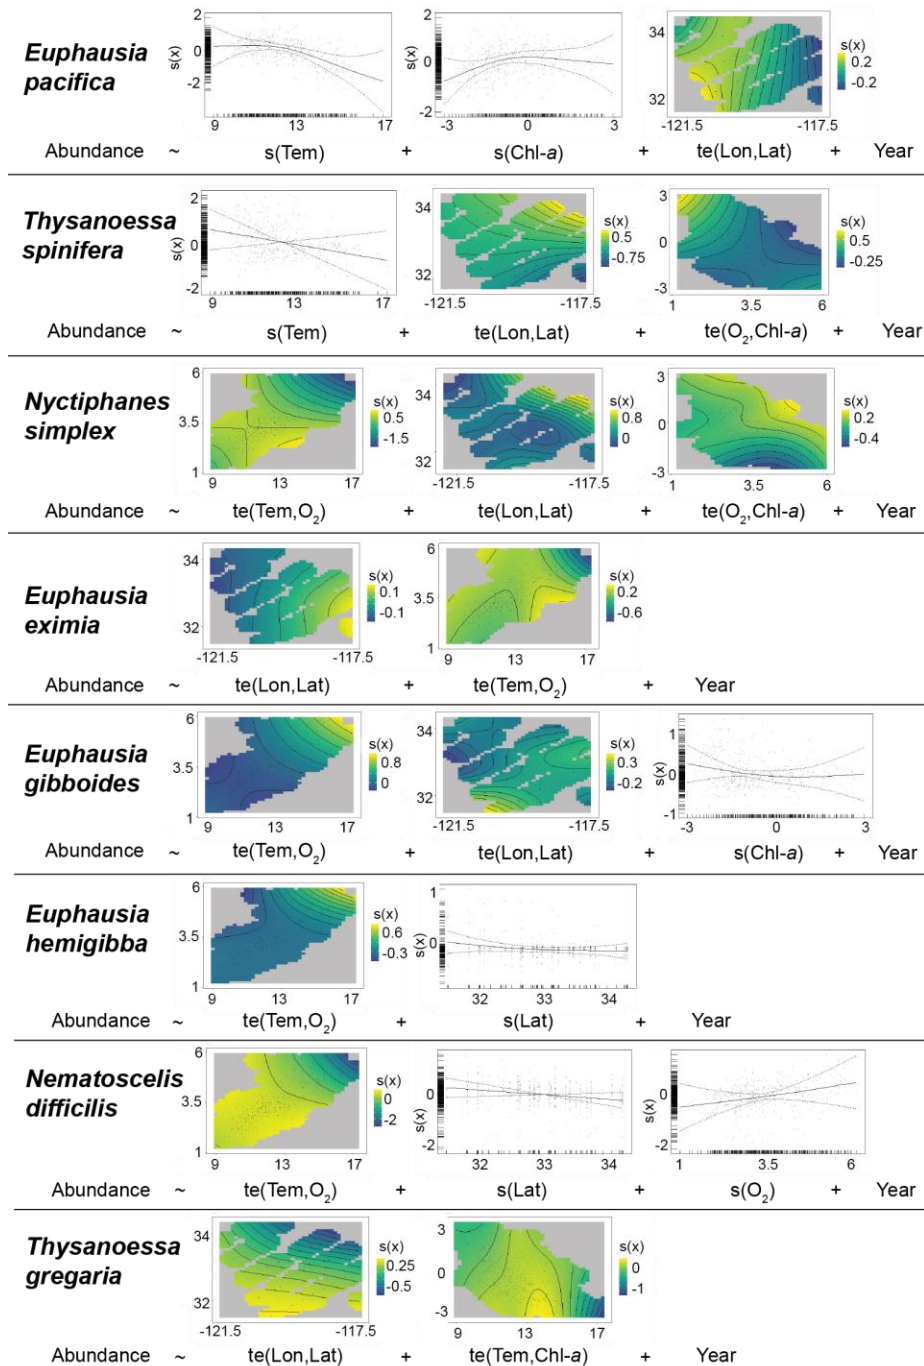 Euphausia
pacifica
2
0
-2
s(x)
9 13 17
2
0
-2
s(x)
-3 0 3
34
32
-121.5 -117.5
s(x)
0.2
-0.2
Abundance ~ s(Tem) + s(Chl-a) + te(Lon,Lat) + Year
Thysanoessa
spinifera
2
0
-2
s(x)
9 13 17
34
32
-121.5 -117.5
s(x)
0.5
-0.75
3
0
-3
1 3.5 6
s(x)
0.5
-0.25
Abundance ~ s(Tem) + te(Lon,Lat) + te(O₂,Chl-a) + Year
Nyctiphanes
simplex
6
3.5
1
9 13 17
s(x)
0.5
-1.5
34
32
-121.5 -117.5
s(x)
0.8
0
3
0
-3
1 3.5 6
s(x)
0.2
-0.4
Abundance ~ te(Tem,O₂) + te(Lon,Lat) + te(O₂,Chl-a) + Year
Euphausia
eximia
34
32
-121.5 -117.5
s(x)
0.1
-0.1
6
3.5
1
9 13 17
s(x)
0.2
-0.6
Abundance ~ te(Lon,Lat) + te(Tem,O₂) + Year
Euphausia
gibboides
6
3.5
1
9 13 17
s(x)
0.8
0
34
32
-121.5 -117.5
s(x)
0.3
-0.2
1
0
-1
s(x)
-3 0 3
Abundance ~ te(Tem,O₂) + te(Lon,Lat) + s(Chl-a) + Year
Euphausia
hemigibba
6
3.5
1
9 13 17
s(x)
0.6
-0.3
1
0
s(x)
32 33 34
Abundance ~ te(Tem,O₂) + s(Lat) + Year
Nematoscelis
difficilis
6
3.5
1
9 13 17
s(x)
0
-2
0
-2
s(x)
32 33 34
0
-2
s(x)
1 3.5 6
Abundance ~ te(Tem,O₂) + s(Lat) + s(O₂) + Year
Thysanoessa
gregaria
34
32
-121.5 -117.5
s(x)
0.25
-0.5
3
0
-3
9 13 17
s(x)
0
-1
Abundance ~ te(Lon,Lat) + te(Tem,Chl-a) + Year